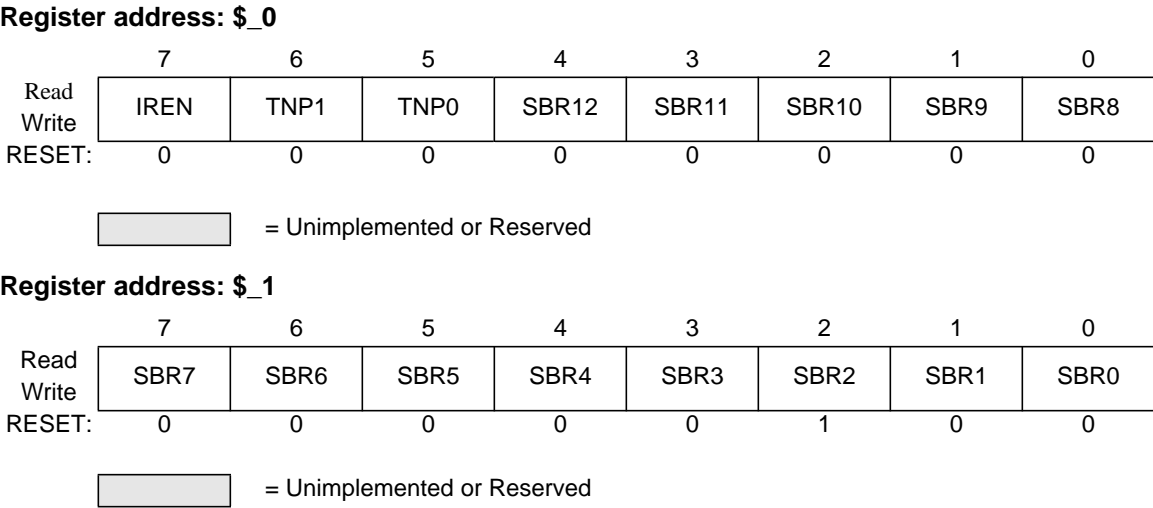 Register address: $_0
7 6 5 4 3 2 1 0
Read
Write
IREN TNP1 TNP0 SBR12 SBR11 SBR10 SBR9 SBR8
RESET: 0 0 0 0 0 0 0 0
= Unimplemented or Reserved
Register address: $_1
7 6 5 4 3 2 1 0
Read
Write
SBR7 SBR6 SBR5 SBR4 SBR3 SBR2 SBR1 SBR0
RESET: 0 0 0 0 0 1 0 0
= Unimplemented or Reserved